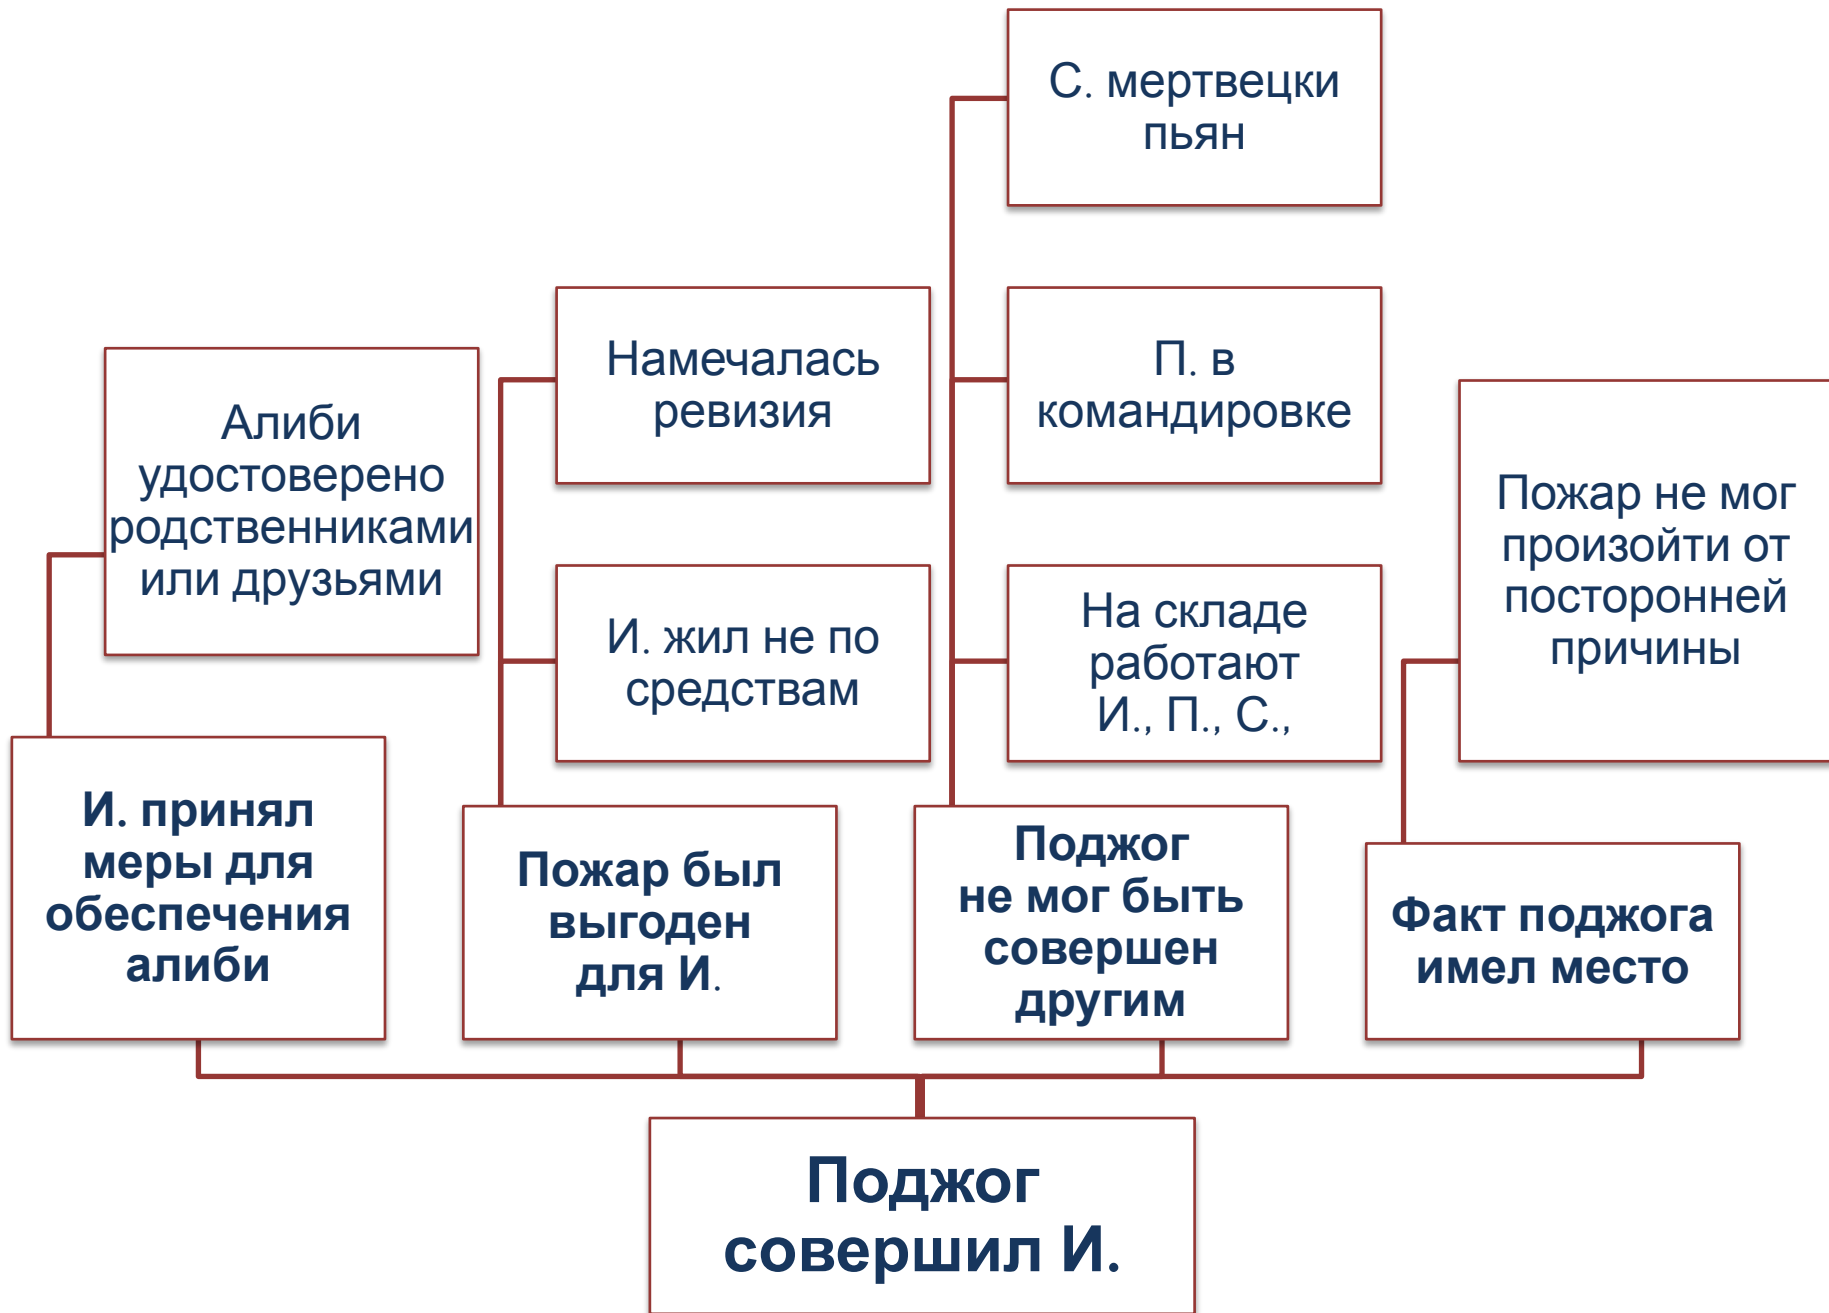 С. мертвецки
пьян
Намечалась
ревизия
П. в
командировке
Алиби
удостоверено
родственниками
или друзьями
Пожар не мог
произойти от
посторонней
причины
И. жил не по
средствам
На складе
работают
И., П., С.,
И. принял
меры для
обеспечения
алиби
Пожар был
выгоден
для И.
Поджог
не мог быть
совершен
другим
Факт поджога
имел место
Поджог
совершил И.